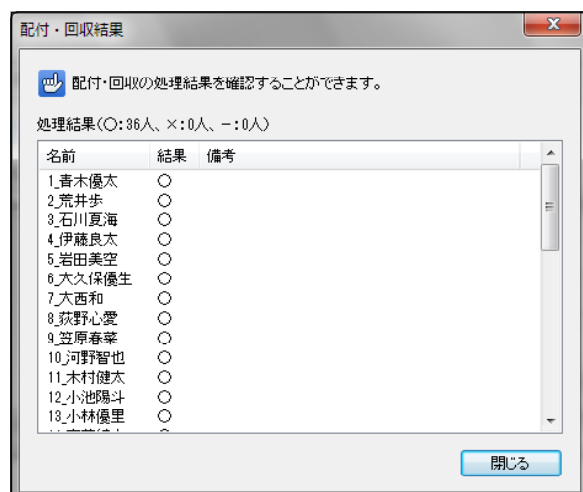 配付・回収結果
配付・回収の処理結果を確認することができます。
処理結果(○:36人、×:0人、-:0人)
名前 結果 備考
1_青木優太 ○
2_荒井歩 ○
3_石川夏海 ○
4_伊藤良太 ○
5_岩田美空 ○
6_大久保優生 ○
7_大西和 ○
8_荻野心愛 ○
9_笠原春菜 ○
10_河野智也 ○
11_木村健太 ○
12_小池陽斗 ○
13_小林優里 ○
閉じる